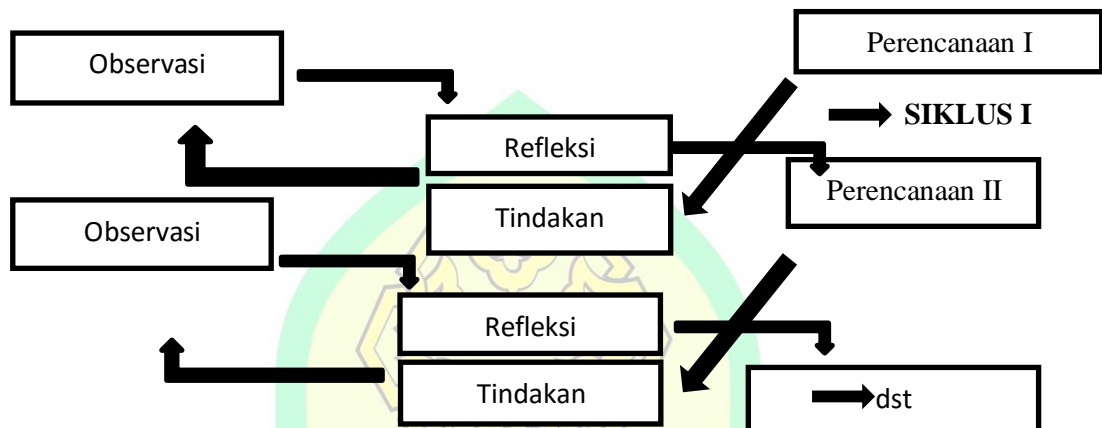 Perencanaan I
Observasi
SIKLUS I
Refleksi
Perencanaan II
Tindakan
Observasi
Refleksi
Tindakan
dst